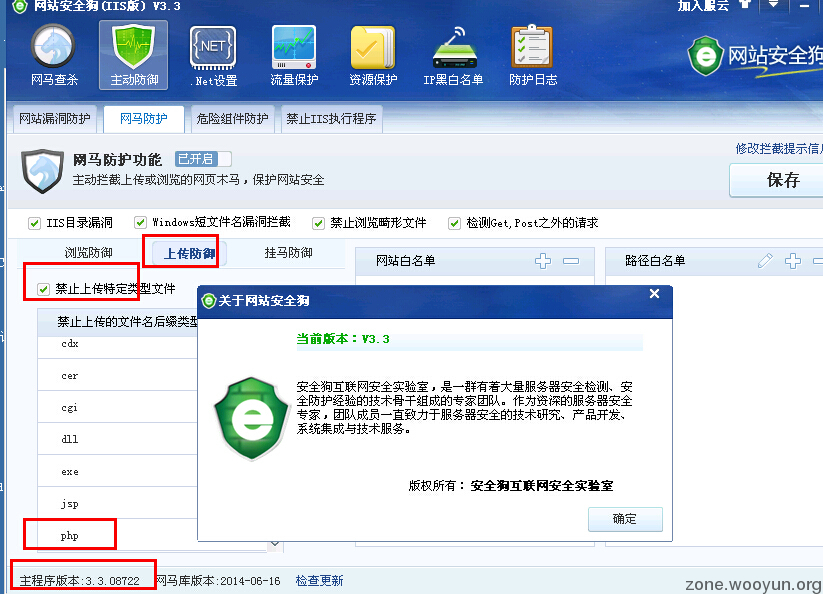 网站安全狗(IIS版) V3.3
加入服云
网马查杀
主动防御
.NET
.Net设置
流量保护
资源保护
IP黑白名单
防护日志
网站安全狗
网站漏洞防护
网马防护
危险组件防护
禁止IIS执行程序
网马防护功能
已开启
主动拦截上传或浏览的网页木马，保护网站安全
修改拦截提示信息
保存
IIS目录漏洞
Windows短文件名漏洞拦截
禁止浏览畸形文件
检测Get,Post之外的请求
浏览防御
上传防御
挂马防御
网站白名单
路径白名单
禁止上传特定类型文件
禁止上传的文件名后缀类型
cdx
cer
cgi
dll
exe
jsp
php
关于网站安全狗
当前版本：V3.3
安全狗互联网安全实验室，是一群有着大量服务器安全检测、安
全防护经验的技术骨干组成的专家团队。作为资深的服务器安全
专家，团队成员一直致力于服务器安全的技术研究、产品开发、
系统集成与技术服务。
版权所有：安全狗互联网安全实验室
确定
主程序版本:3.3.08722
网马库版本:2014-06-16
检查更新
zone.wooyun.org